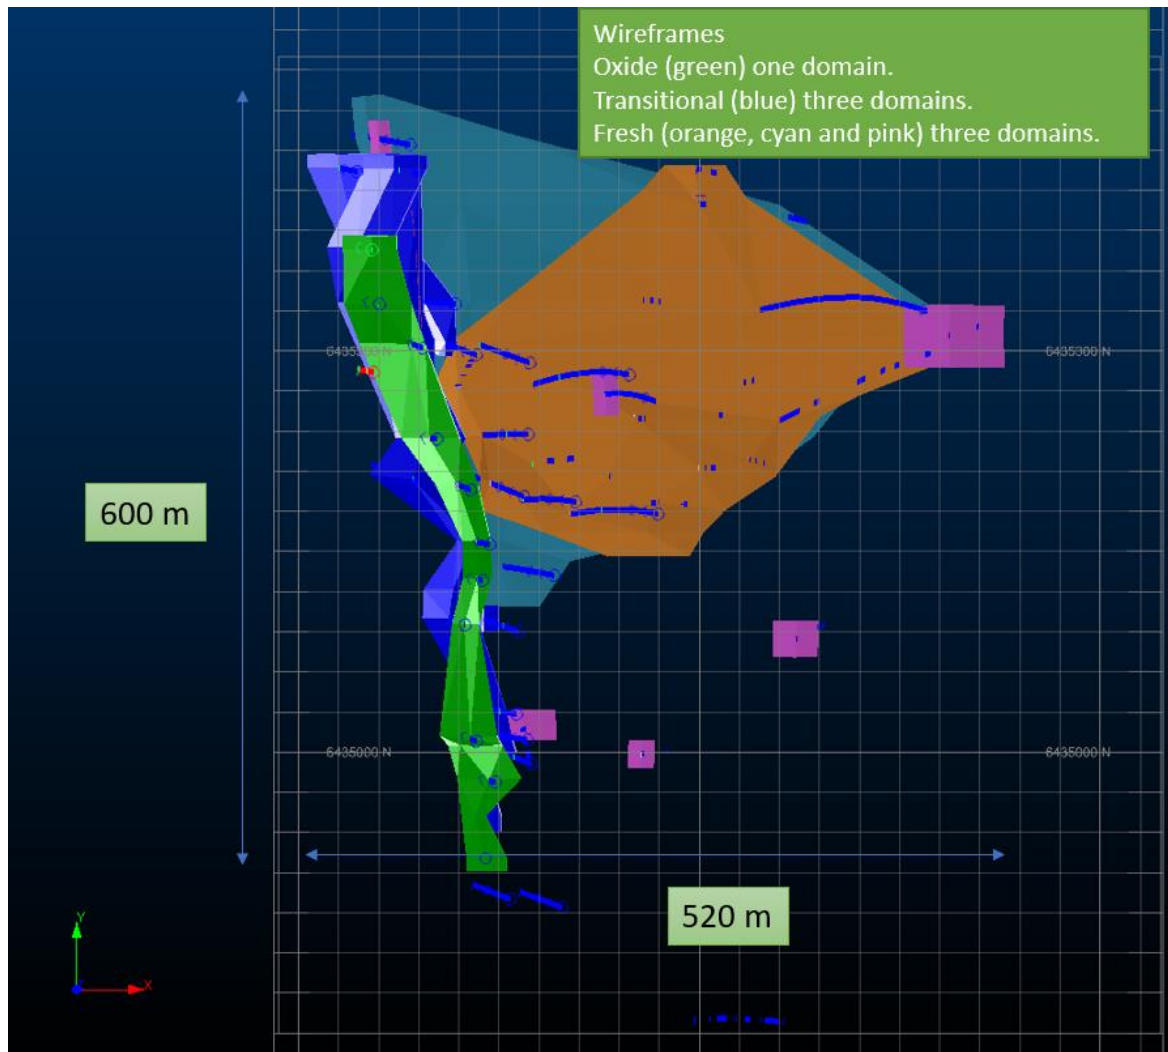 Wireframes
Oxide (green) one domain.
Transitional (blue) three domains.
Fresh (orange, cyan and pink) three domains.
6435300 N
6435300 N
600 m
6435000 N
6435000 N
520 m
Y
X